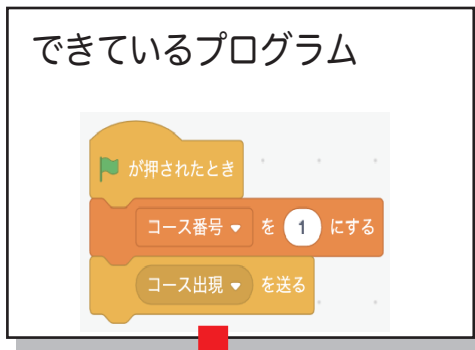 できているプログラム
が押されたとき
コース番号 を 1 にする
コース出現 を送る